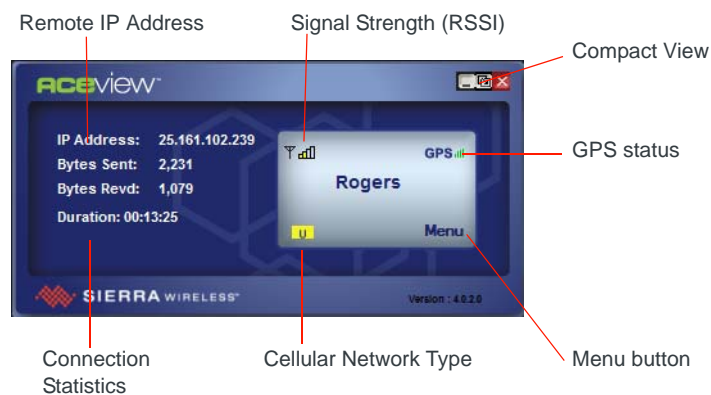 Remote IP Address
Signal Strength (RSSI)
Compact View
ACEVIEW™
IP Address: 25.161.102.239
Bytes Sent: 2,231
Bytes Revd: 1,079
Duration: 00:13:25
GPS
Rogers
U
Menu
GPS status
SIERRA WIRELESS®
Version : 4.0.2.0
Connection
Statistics
Cellular Network Type
Menu button